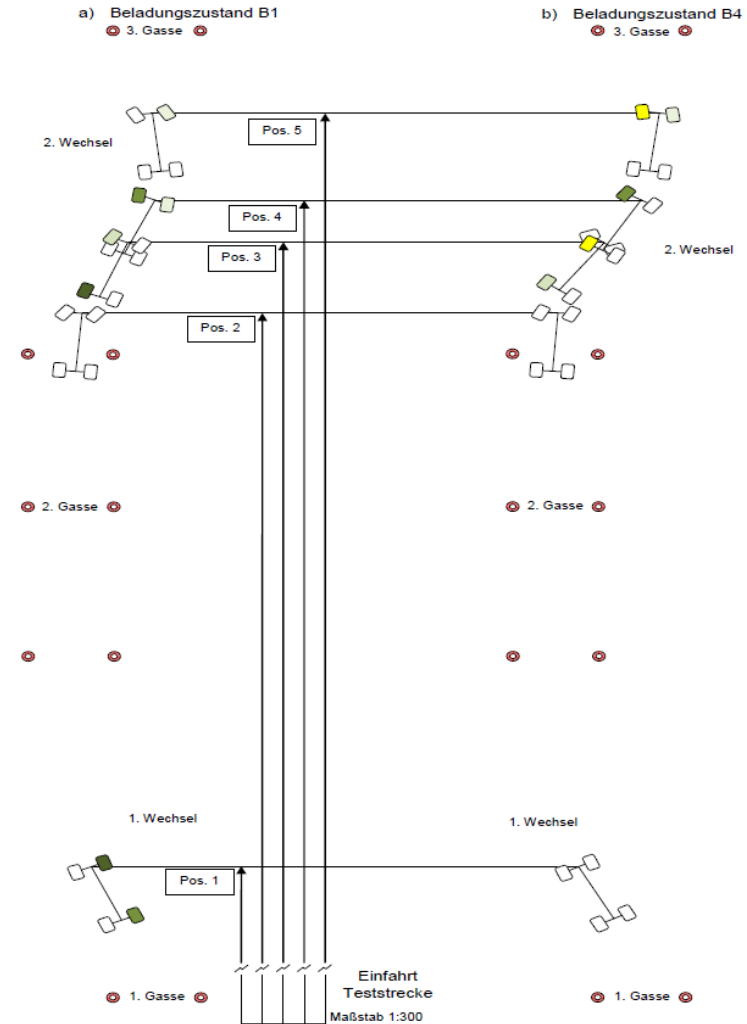 a) Beladungszustand B1
b) Beladungszustand B4
3. Gasse
3. Gasse
Pos. 5
2. Wechsel
Pos. 4
2. Wechsel
Pos. 3
Pos. 2
2. Gasse
2. Gasse
1. Wechsel
1. Wechsel
Pos. 1
Einfahrt
Teststrecke
1. Gasse
1. Gasse
Maßstab 1:300